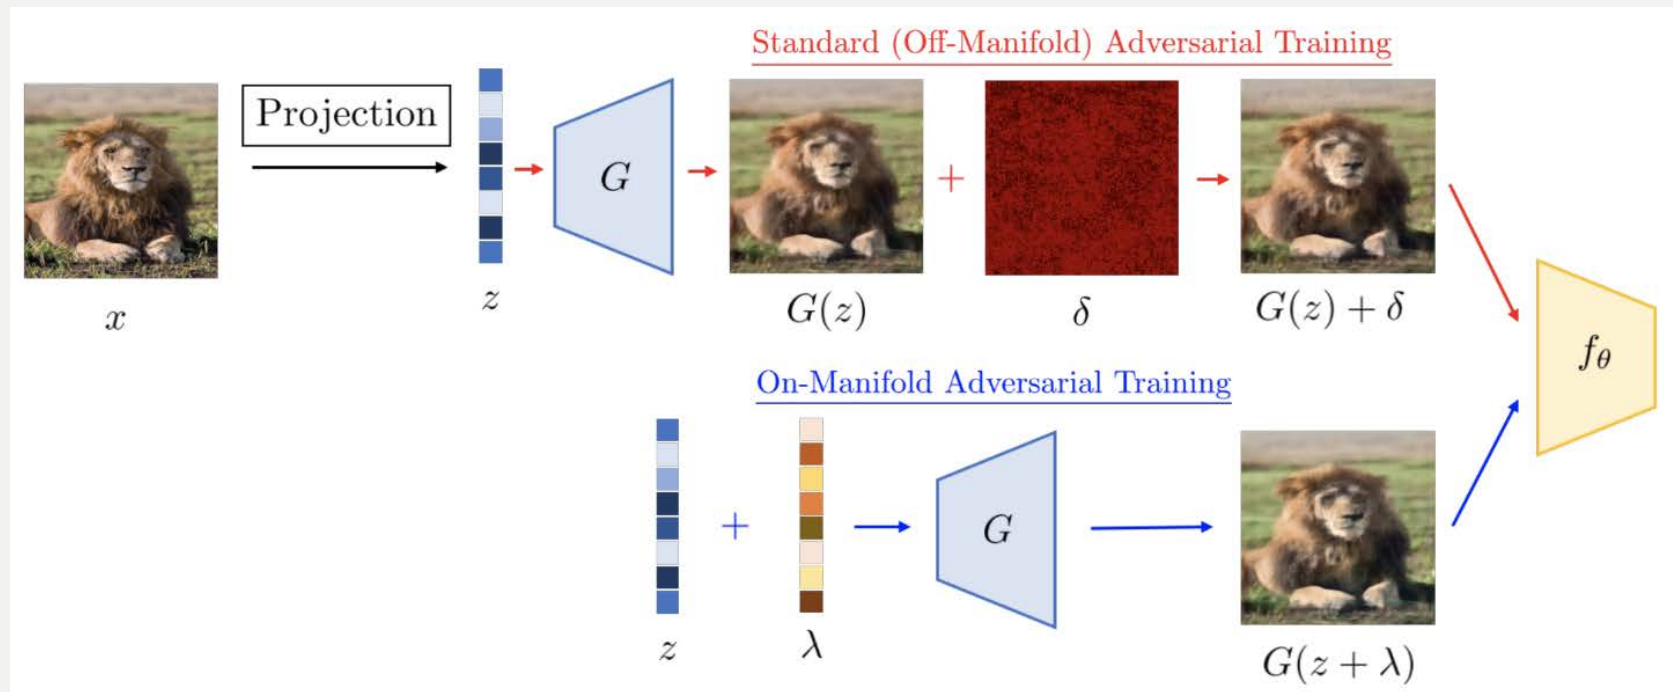 Standard (Off-Manifold) Adversarial Training
Projection
G
x
z
G(z)
+
δ
G(z) + δ
f_θ
On-Manifold Adversarial Training
z
+
λ
G
G(z + λ)